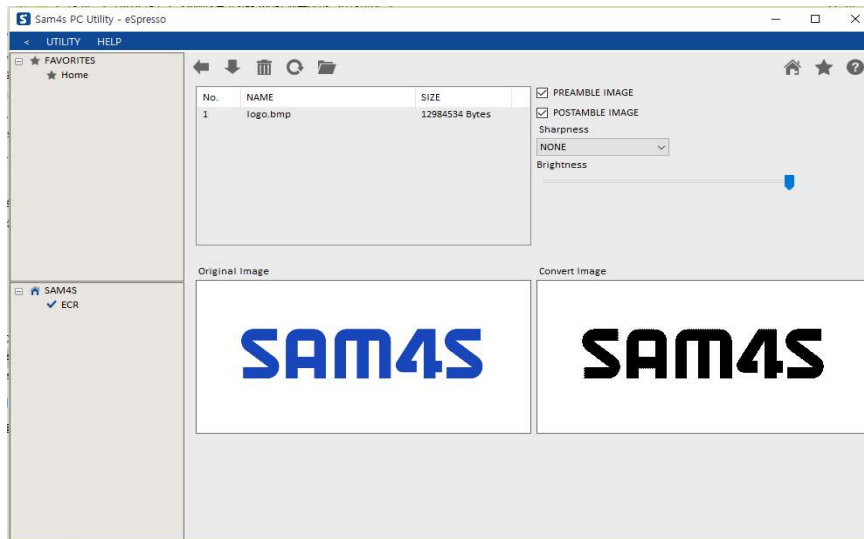 Sam4s PC Utility - eSpresso
< UTILITY HELP
FAVORITES
Home
No. NAME SIZE
1 logo.bmp 12984534 Bytes
PREAMBLE IMAGE
POSTAMBLE IMAGE
Sharpness
NONE
Brightness
SAM4S
ECR
Original Image
Convert Image
SAM4S
SAM4S